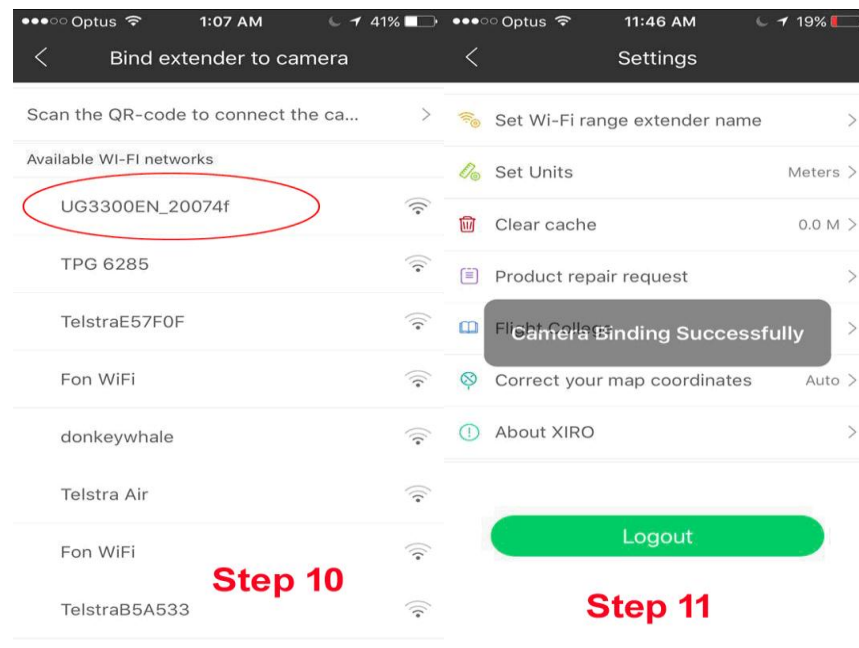 Optus 1:07 AM 41%
Bind extender to camera
Scan the QR-code to connect the ca...
Available WI-FI networks
UG3300EN_20074f
TPG 6285
TelstraE57F0F
Fon WiFi
donkeywhale
Telstra Air
Fon WiFi
TelstraB5A533
Step 10
Optus 11:46 AM 19%
Settings
Set Wi-Fi range extender name
Set Units Meters
Clear cache 0.0 M
Product repair request
Flight College
Camera Binding Successfully
Correct your map coordinates Auto
About XIRO
Logout
Step 11